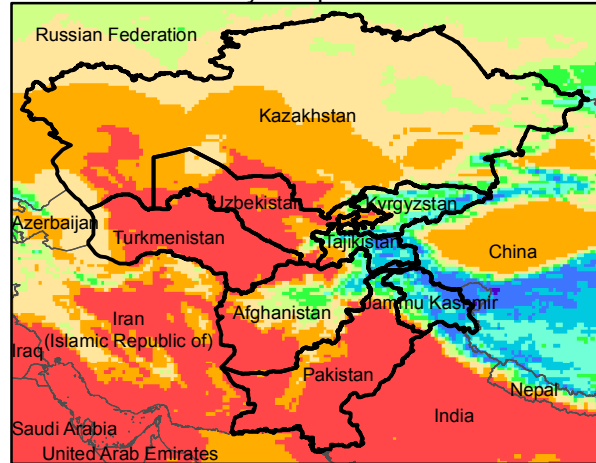 Russian Federation
Kazakhstan
Uzbekistan
Kyrgyzstan
Azerbaijan
Turkmenistan
Tajikistan
China
Afghanistan
Jammu Kashmir
Iran
(Islamic Republic of)
Iraq
Pakistan
Nepal
India
Saudi Arabia
United Arab Emirates